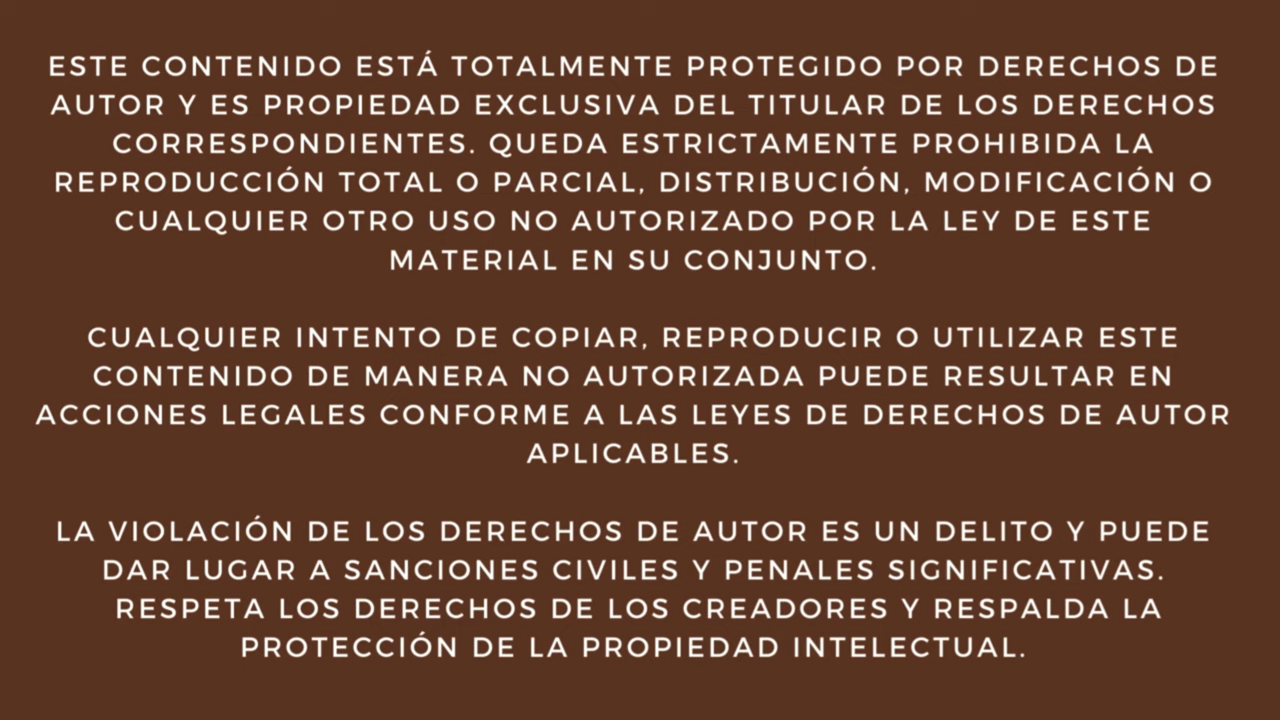 ESTE CONTENIDO ESTÁ TOTALMENTE PROTEGIDO POR DERECHOS DE
AUTOR Y ES PROPIEDAD EXCLUSIVA DEL TITULAR DE LOS DERECHOS
CORRESPONDIENTES. QUEDA ESTRICTAMENTE PROHIBIDA LA
REPRODUCCIÓN TOTAL O PARCIAL, DISTRIBUCIÓN, MODIFICACIÓN O
CUALQUIER OTRO USO NO AUTORIZADO POR LA LEY DE ESTE
MATERIAL EN SU CONJUNTO.
CUALQUIER INTENTO DE COPIAR, REPRODUCIR O UTILIZAR ESTE
CONTENIDO DE MANERA NO AUTORIZADA PUEDE RESULTAR EN
ACCIONES LEGALES CONFORME A LAS LEYES DE DERECHOS DE AUTOR
APLICABLES.
LA VIOLACIÓN DE LOS DERECHOS DE AUTOR ES UN DELITO Y PUEDE
DAR LUGAR A SANCIONES CIVILES Y PENALES SIGNIFICATIVAS.
RESPETA LOS DERECHOS DE LOS CREADORES Y RESPALDA LA
PROTECCIÓN DE LA PROPIEDAD INTELECTUAL.